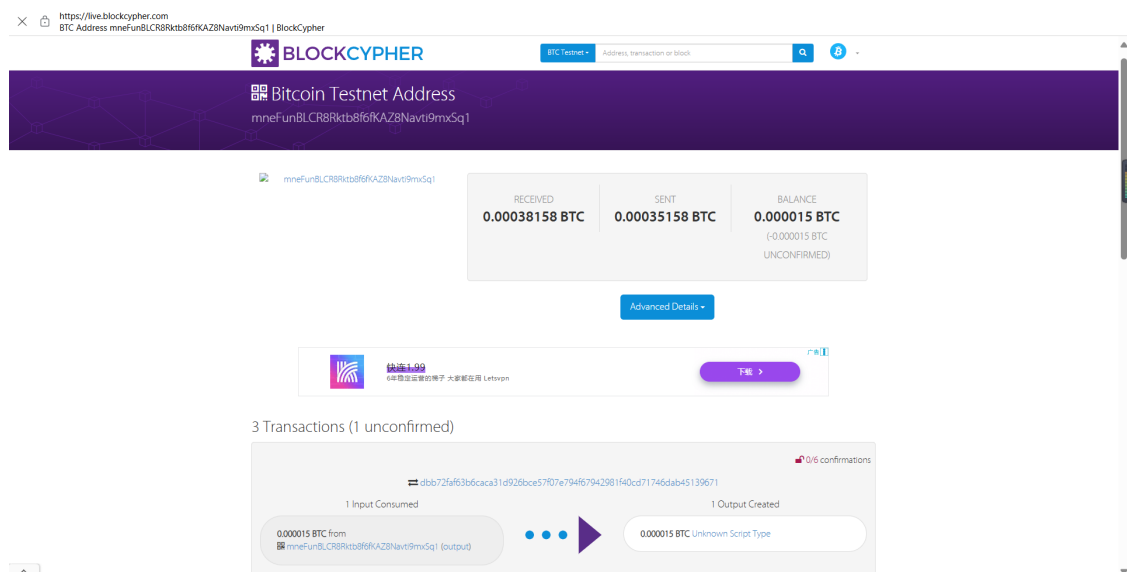 https://live.blockcypher.com
BTC Address mneFunBLCR8Rktb8f6fKAZ8Navti9mxSq1 | BlockCypher
BLOCKCYPHER
BTC Testnet
Address, transaction or block
Bitcoin Testnet Address
mneFunBLCR8Rktb8f6fKAZ8Navti9mxSq1
mneFunBLCR8Rktb8f6fKAZ8Navti9mxSq1
RECEIVED
0.00038158 BTC
SENT
0.00035158 BTC
BALANCE
0.000015 BTC
(-0.000015 BTC
UNCONFIRMED)
Advanced Details
广告
快连1.99
6年稳定运营的梯子 大家都在用 Letsvpn
下载 >
3 Transactions (1 unconfirmed)
0/6 confirmations
dbb72faf63b6caca31d926bce57f07e794f67942981f40cd71746dab45139671
1 Input Consumed
1 Output Created
0.000015 BTC from
mneFunBLCR8Rktb8f6fKAZ8Navti9mxSq1 (output)
0.000015 BTC Unknown Script Type